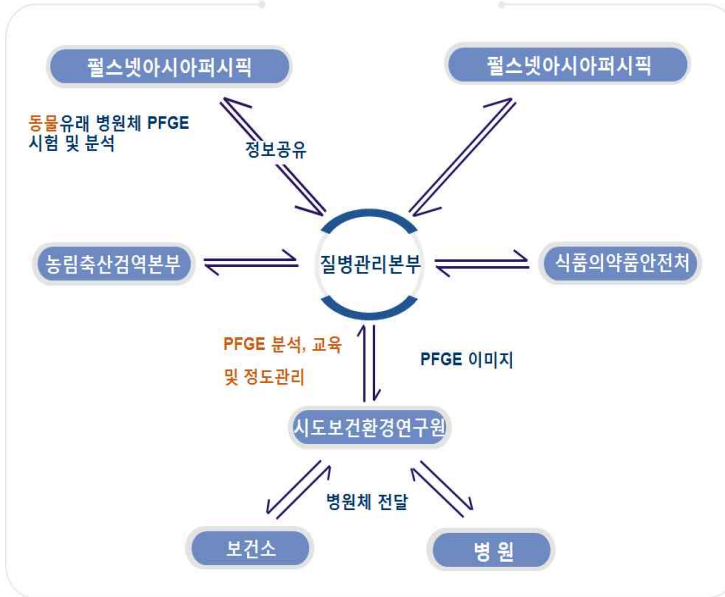 펄스넷아시아퍼시픽
펄스넷아시아퍼시픽
동물유래 병원체 PFGE
시험 및 분석
정보공유
농림축산검역본부
질병관리본부
식품의약품안전처
PFGE 분석, 교육
및 정도관리
PFGE 이미지
시도보건환경연구원
병원체 전달
보건소
병 원